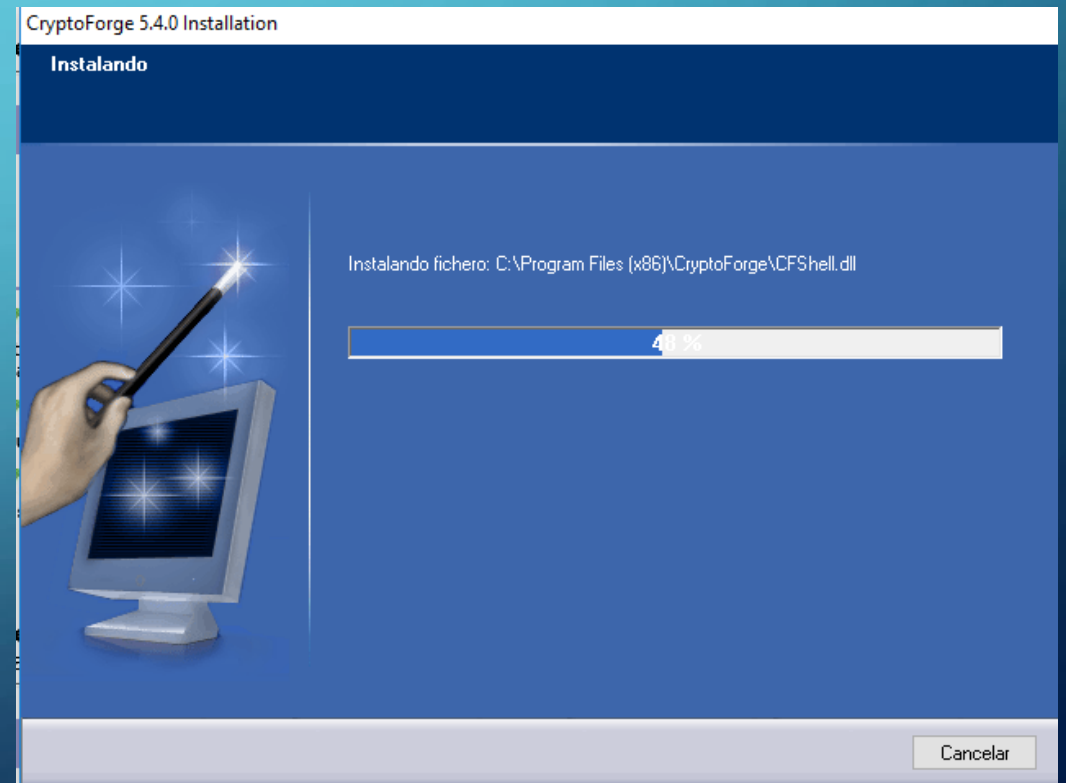 CryptoForge 5.4.0 Installation
Instalando
Instalando fichero: C:\Program Files (x86)\CryptoForge\CFShell.dll
48 %
Cancelar